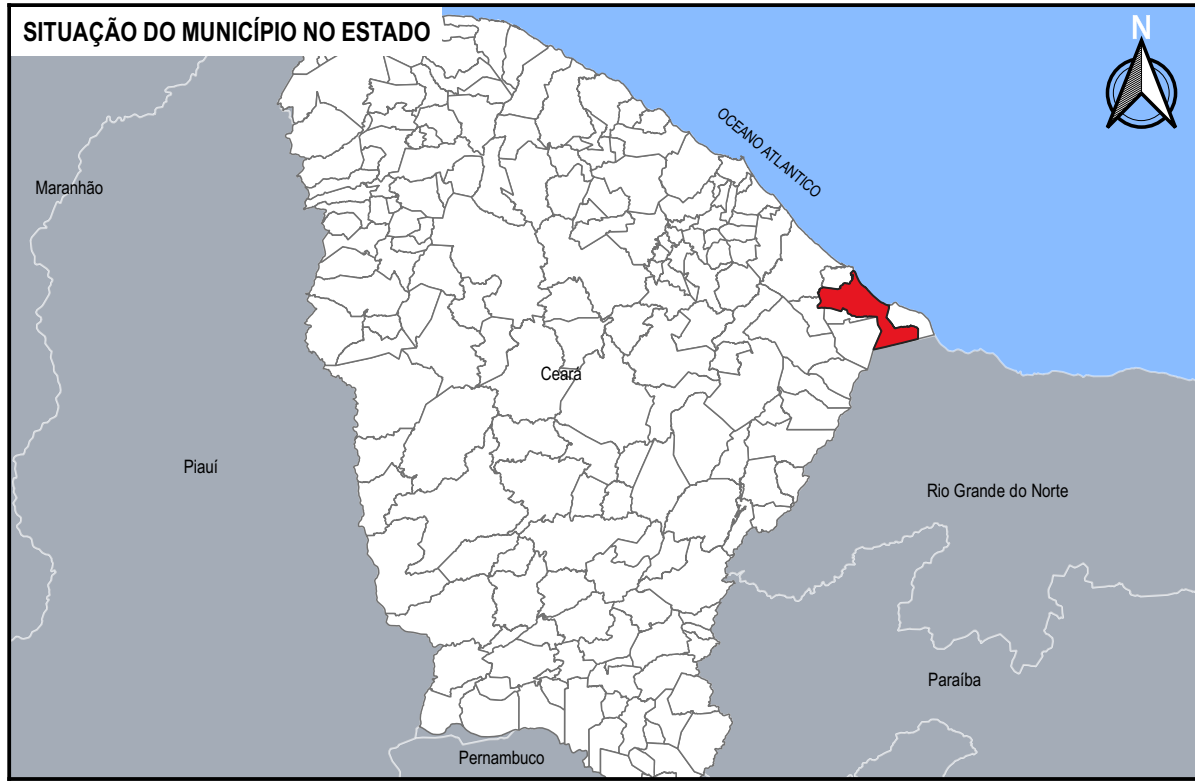 SITUAÇÃO DO MUNICÍPIO NO ESTADO
N
OCEANO ATLANTICO
Maranhão
Ceará
Piauí
Rio Grande do Norte
Paraíba
Pernambuco